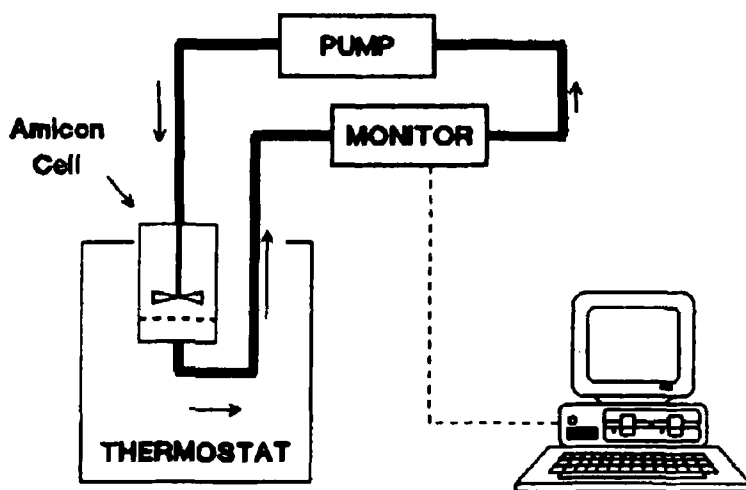 PUMP
Amicon
Cell
MONITOR
THERMOSTAT